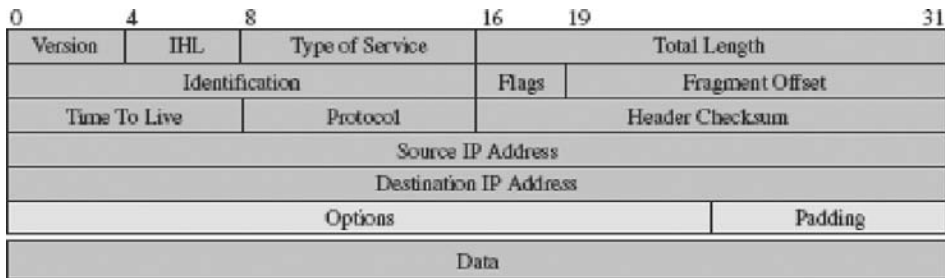 0 4 8 16 19 31
Version IHL Type of Service Total Length
Identification Flags Fragment Offset
Time To Live Protocol Header Checksum
Source IP Address
Destination IP Address
Options Padding
Data